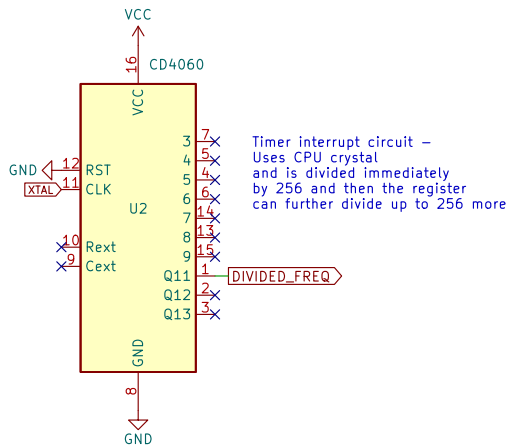 VCC
16
CD4060
VCC
3 7
Timer interrupt circuit –
4 5
Uses CPU crystal
GND 12 RST
5 4
and is divided immediately
XTAL 11 CLK
6 6
by 256 and then the register
U2
7 14
can further divide up to 256 more
8 13
10 Rext
9 15
9 Cext
Q11 1 DIVIDED_FREQ
Q12 2
Q13 3
GND
8
GND